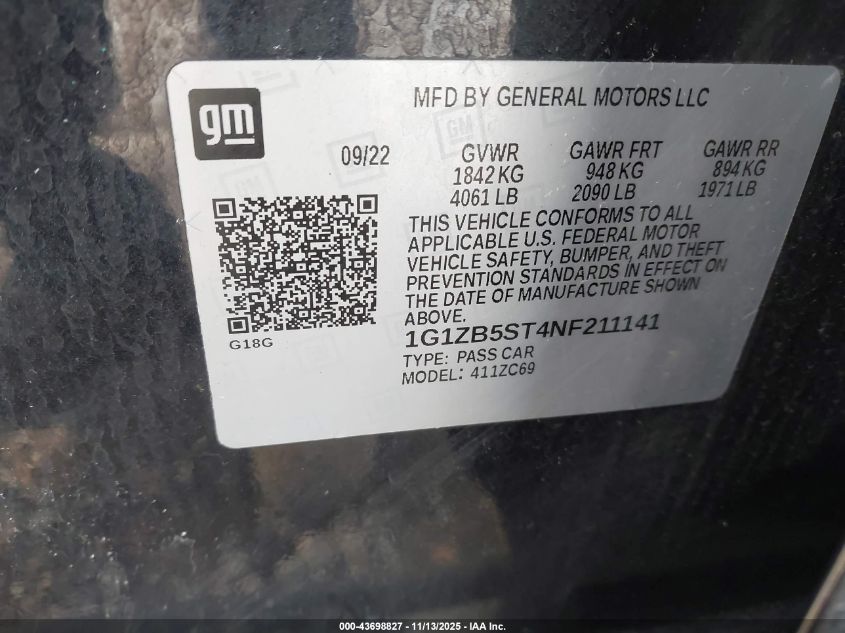 gm
MFD BY GENERAL MOTORS LLC
09/22
GVWR GAWR FRT GAWR RR
1842 KG 948 KG 894 KG
4061 LB 2090 LB 1971 LB
THIS VEHICLE CONFORMS TO ALL
APPLICABLE U.S. FEDERAL MOTOR
VEHICLE SAFETY, BUMPER, AND THEFT
PREVENTION STANDARDS IN EFFECT ON
THE DATE OF MANUFACTURE SHOWN
ABOVE.
G18G
1G1ZB5ST4NF211141
TYPE: PASS CAR
MODEL: 411ZC69
000-43698827 - 11/13/2025 - IAA Inc.